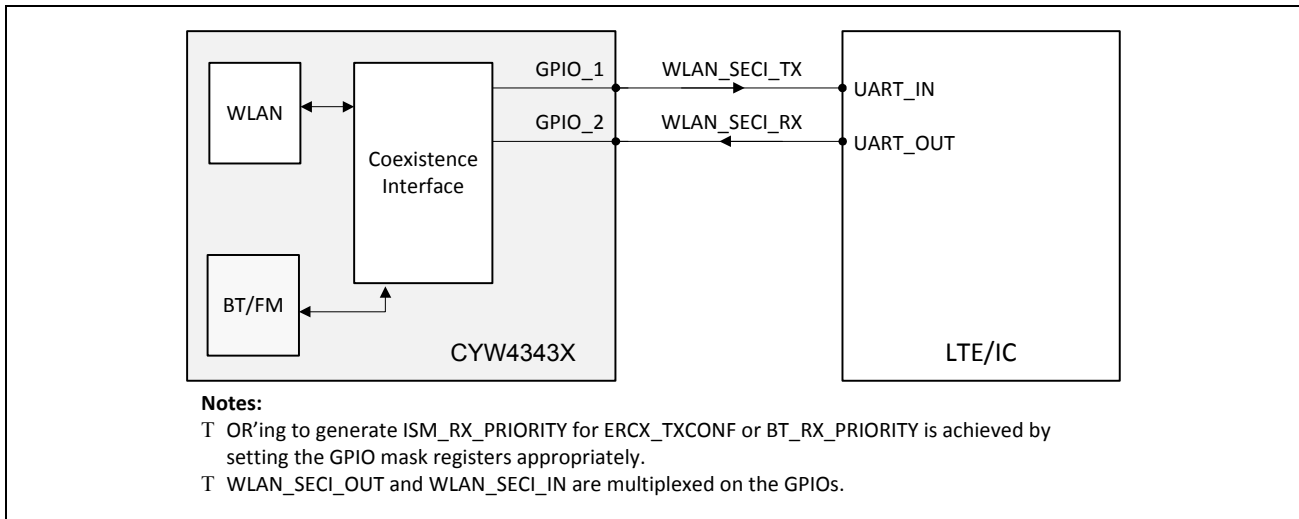 GPIO_1
WLAN_SECI_TX
UART_IN
WLAN
GPIO_2
WLAN_SECI_RX
UART_OUT
Coexistence
Interface
BT/FM
CYW4343X
LTE/IC
Notes:
T OR’ing to generate ISM_RX_PRIORITY for ERCX_TXCONF or BT_RX_PRIORITY is achieved by
setting the GPIO mask registers appropriately.
T WLAN_SECI_OUT and WLAN_SECI_IN are multiplexed on the GPIOs.